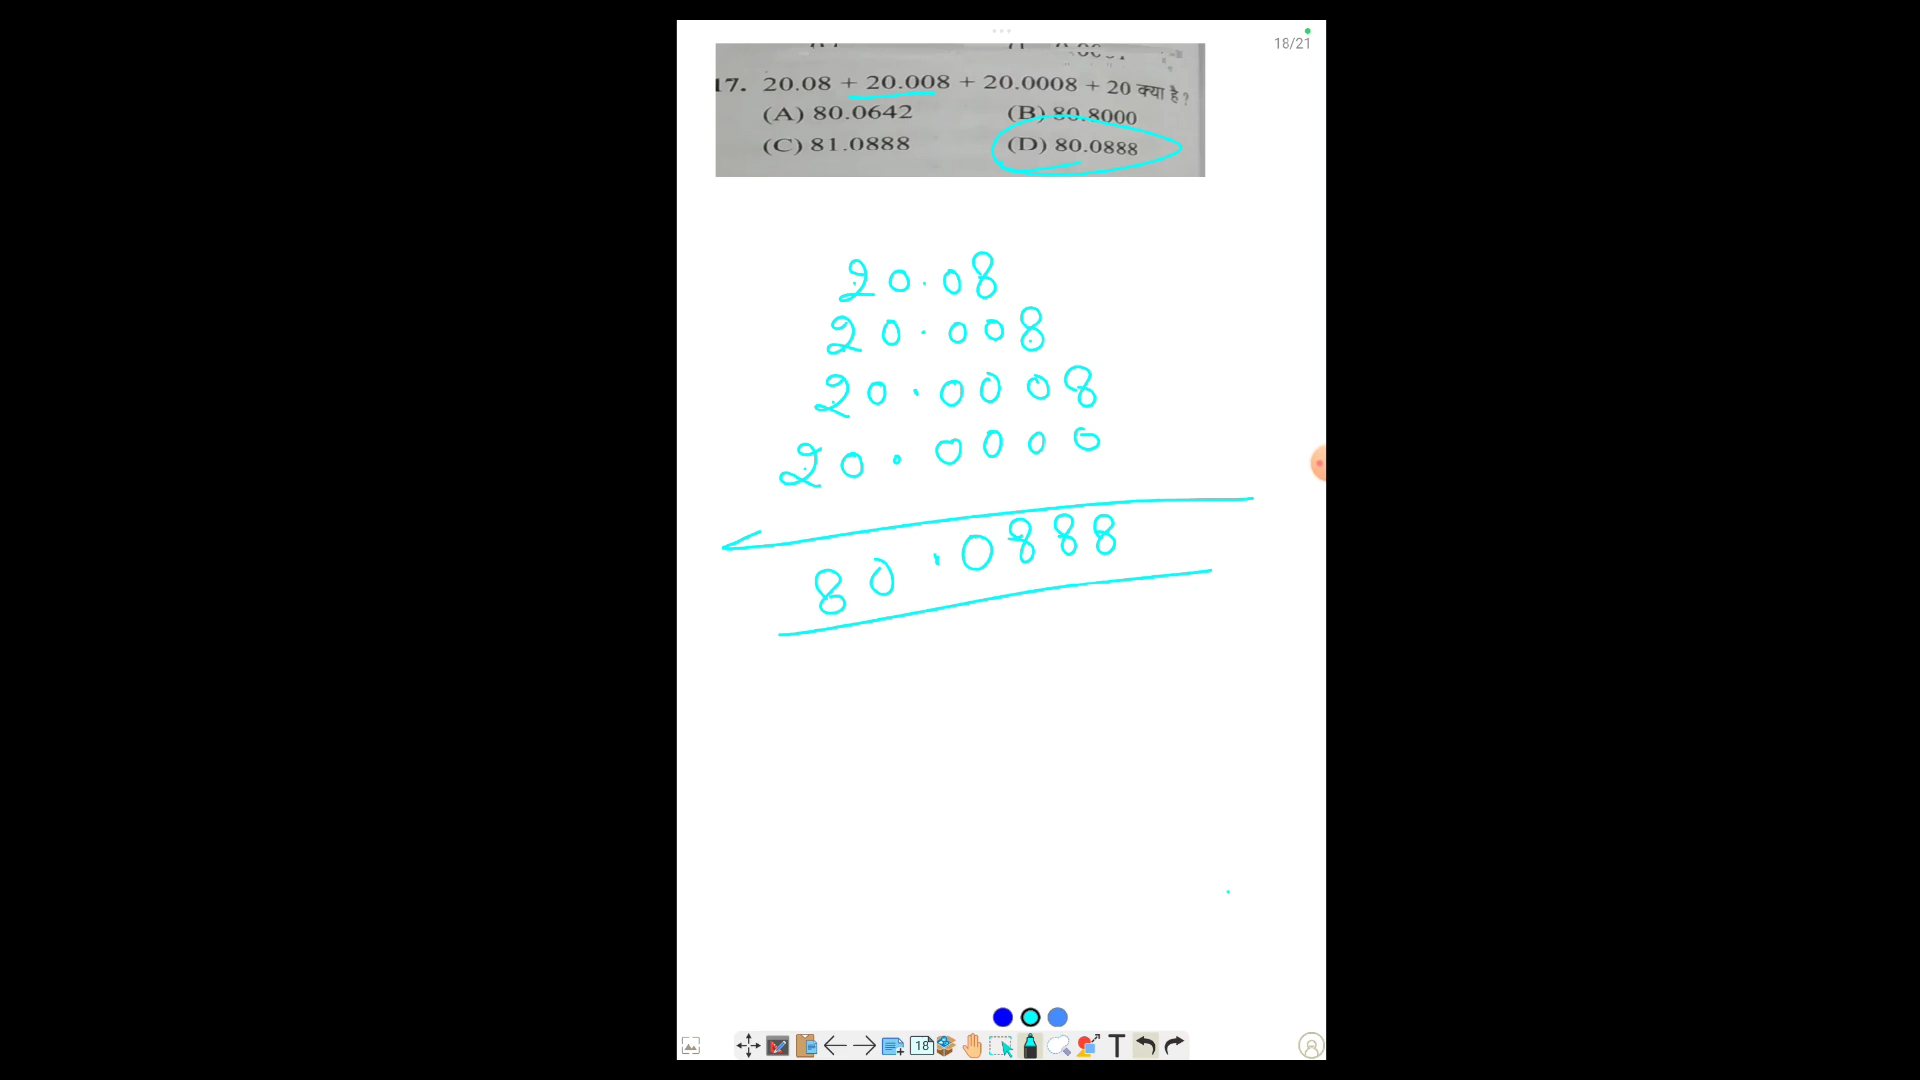 18/21
17. 20.08 + 20.008 + 20.0008 + 20 क्या है ?
(A) 80.0642 (B) 80.8000
(C) 81.0888 (D) 80.0888
20.08
20.008
20.0008
20.0000
80.0888
18
T